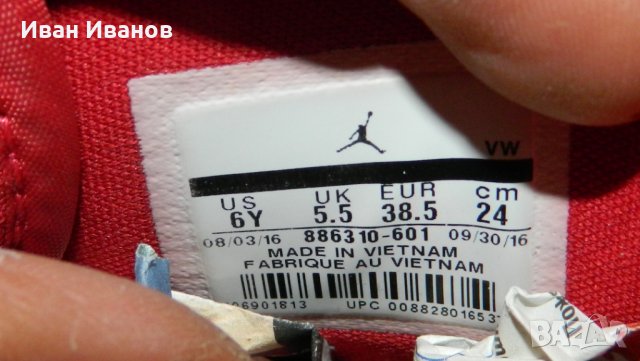 Иван Иванов
VW
US UK EUR cm
6Y 5.5 38.5 24
08/03/16 886310-601 09/30/16
MADE IN VIETNAM
FABRIQUE AU VIETNAM
UPC 00882801653
BAZAR